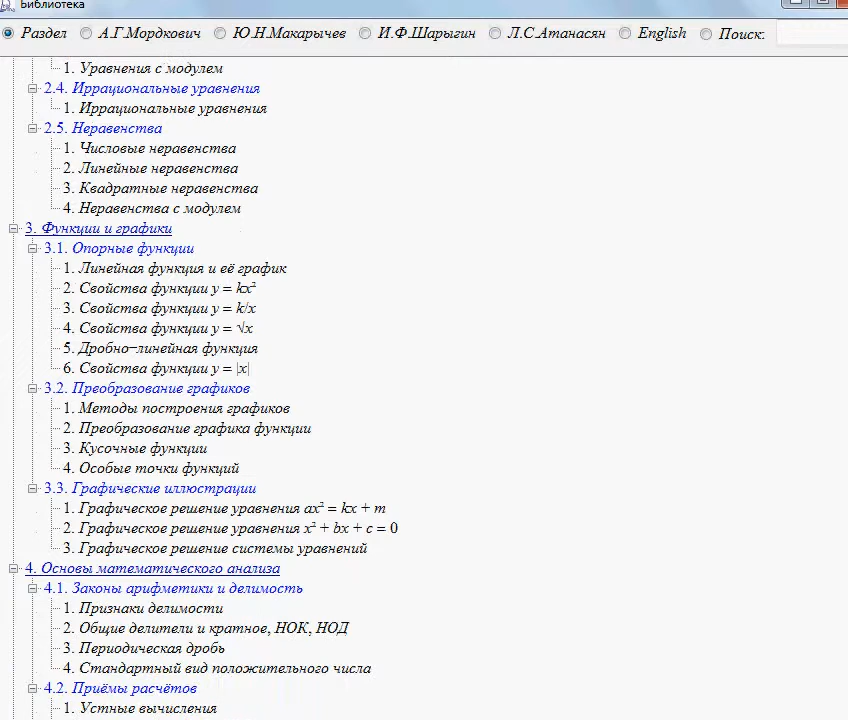 Библиотека
Раздел А.Г.Мордкович Ю.Н.Макарычев И.Ф.Шарыгин Л.С.Атанасян English Поиск:
1. Уравнения с модулем
2.4. Иррациональные уравнения
1. Иррациональные уравнения
2.5. Неравенства
1. Числовые неравенства
2. Линейные неравенства
3. Квадратные неравенства
4. Неравенства с модулем
3. Функции и графики
3.1. Опорные функции
1. Линейная функция и её график
2. Свойства функции y = kx²
3. Свойства функции y = k/x
4. Свойства функции y = √x
5. Дробно−линейная функция
6. Свойства функции y = |x|
3.2. Преобразование графиков
1. Методы построения графиков
2. Преобразование графика функции
3. Кусочные функции
4. Особые точки функций
3.3. Графические иллюстрации
1. Графическое решение уравнения ax² = kx + m
2. Графическое решение уравнения x² + bx + c = 0
3. Графическое решение системы уравнений
4. Основы математического анализа
4.1. Законы арифметики и делимость
1. Признаки делимости
2. Общие делители и кратное, НОК, НОД
3. Периодическая дробь
4. Стандартный вид положительного числа
4.2. Приёмы расчётов
1. Устные вычисления